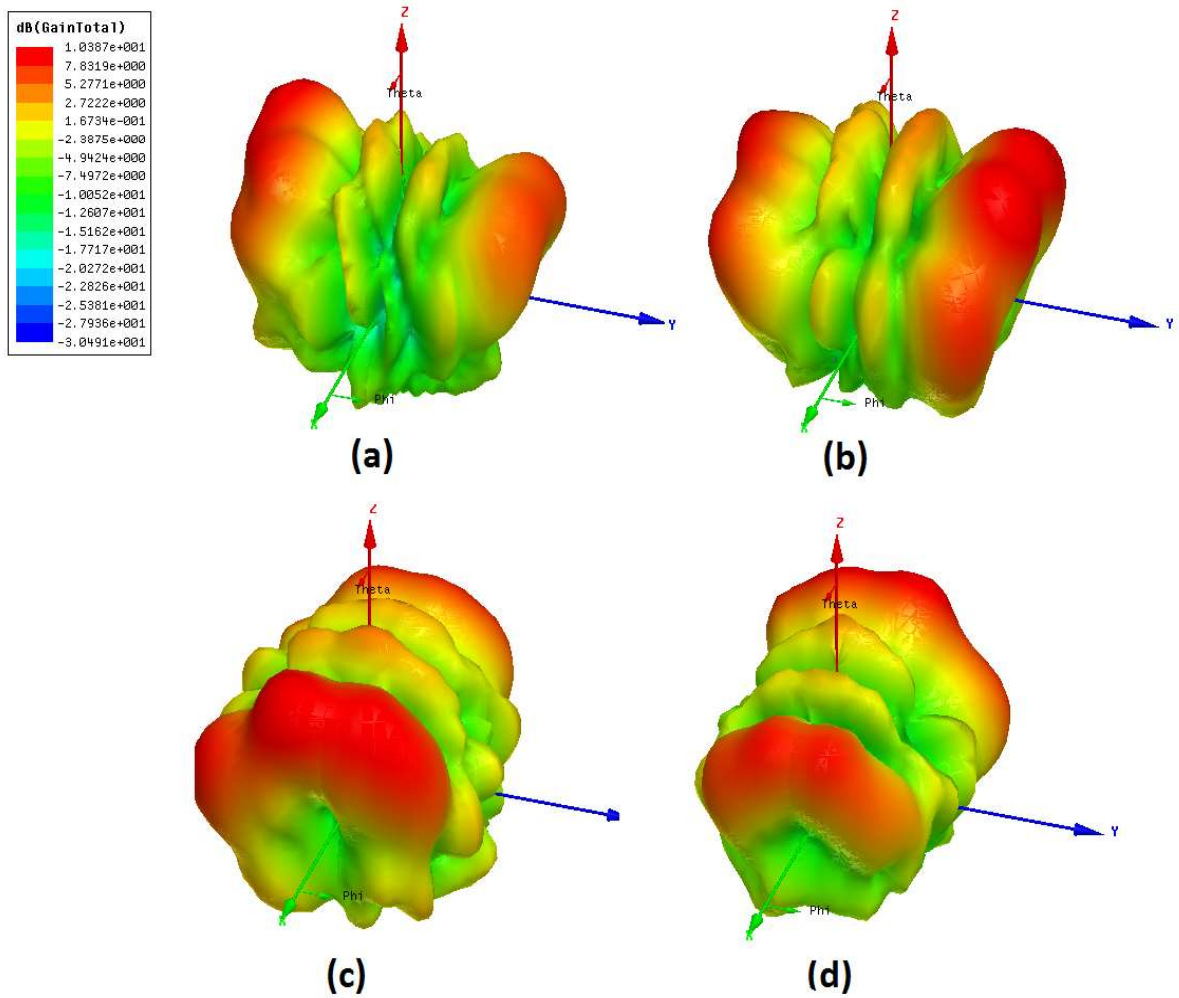 dB(GainTotal)
1.0387e+001
7.8319e+000
5.2771e+000
2.7222e+000
1.6734e-001
-2.3875e+000
-4.9424e+000
-7.4972e+000
-1.0052e+001
-1.2607e+001
-1.5162e+001
-1.7717e+001
-2.0272e+001
-2.2826e+001
-2.5381e+001
-2.7936e+001
-3.0491e+001
Z
Theta
Y
Phi
X
(a)
Z
Theta
Y
Phi
X
(b)
Z
Theta
Phi
X
(c)
Z
Theta
Y
Phi
X
(d)